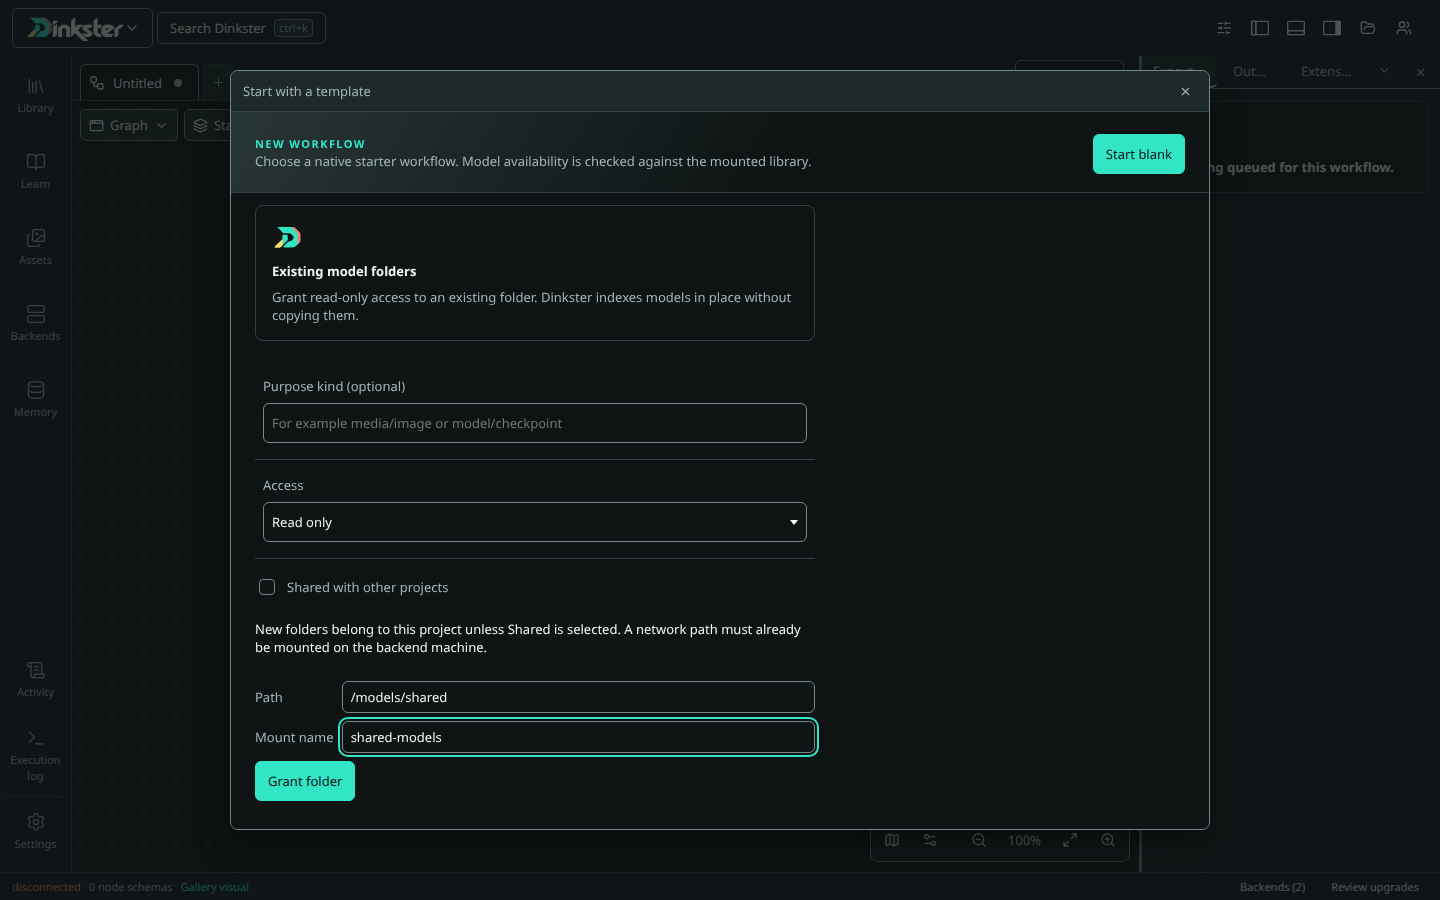 Dinkster
Search Dinkster ctrl+k
Untitled
+
Out...
Extens...
Graph
Library
Learn
Assets
Backends
Memory
Activity
Execution
log
Settings
Start with a template
NEW WORKFLOW
Choose a native starter workflow. Model availability is checked against the mounted library.
Start blank
ng queued for this workflow.
Existing model folders
Grant read-only access to an existing folder. Dinkster indexes models in place without
copying them.
Purpose kind (optional)
For example media/image or model/checkpoint
Access
Read only
Shared with other projects
New folders belong to this project unless Shared is selected. A network path must already
be mounted on the backend machine.
Path /models/shared
Mount name shared-models
Grant folder
100%
disconnected 0 node schemas Gallery visual
Backends (2) Review upgrades